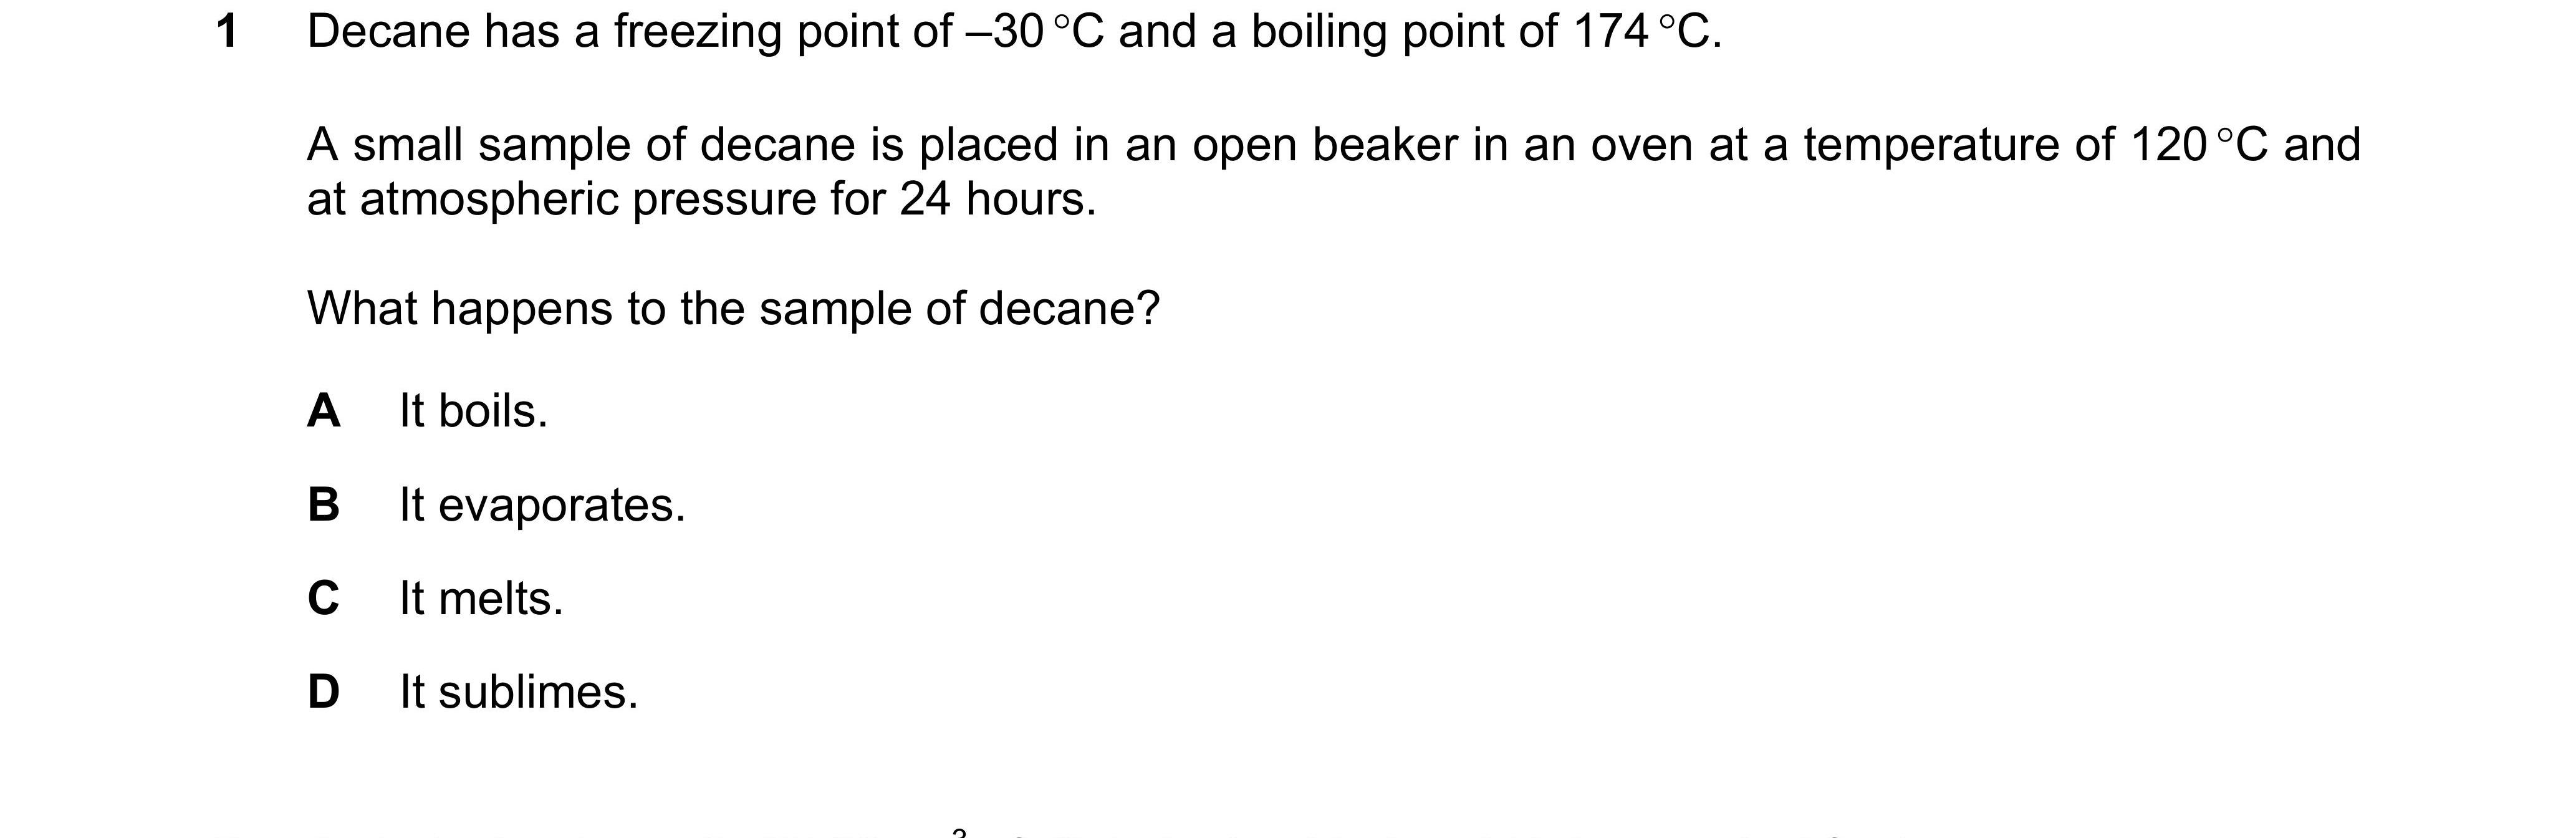 1 Decane has a freezing point of –30 °C and a boiling point of 174 °C.
A small sample of decane is placed in an open beaker in an oven at a temperature of 120 °C and
at atmospheric pressure for 24 hours.
What happens to the sample of decane?
A It boils.
B It evaporates.
C It melts.
D It sublimes.